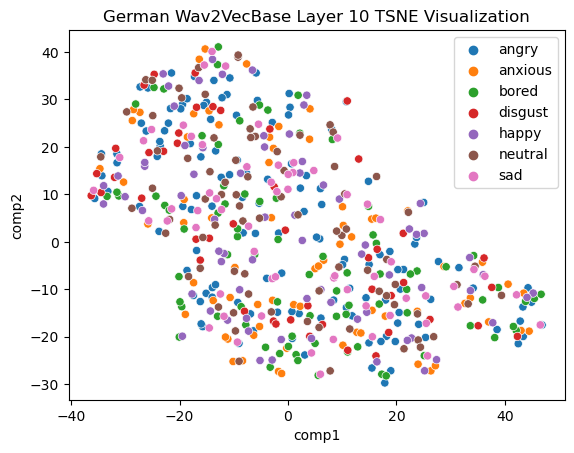 German Wav2VecBase Layer 10 TSNE Visualization
angry
anxious
bored
disgust
happy
neutral
sad
comp2
40
30
20
10
0
−10
−20
−30
−40
−20
0
20
40
comp1